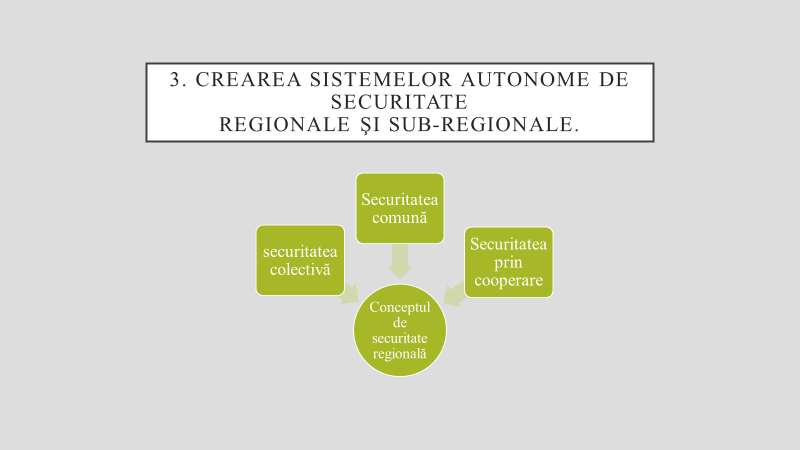 3. CREAREA SISTEMELOR AUTONOME DE
SECURITATE
REGIONALE ŞI SUB-REGIONALE.
securitatea
colectivă
Securitatea
comună
Securitatea
prin
cooperare
Conceptul
de
securitate
regională